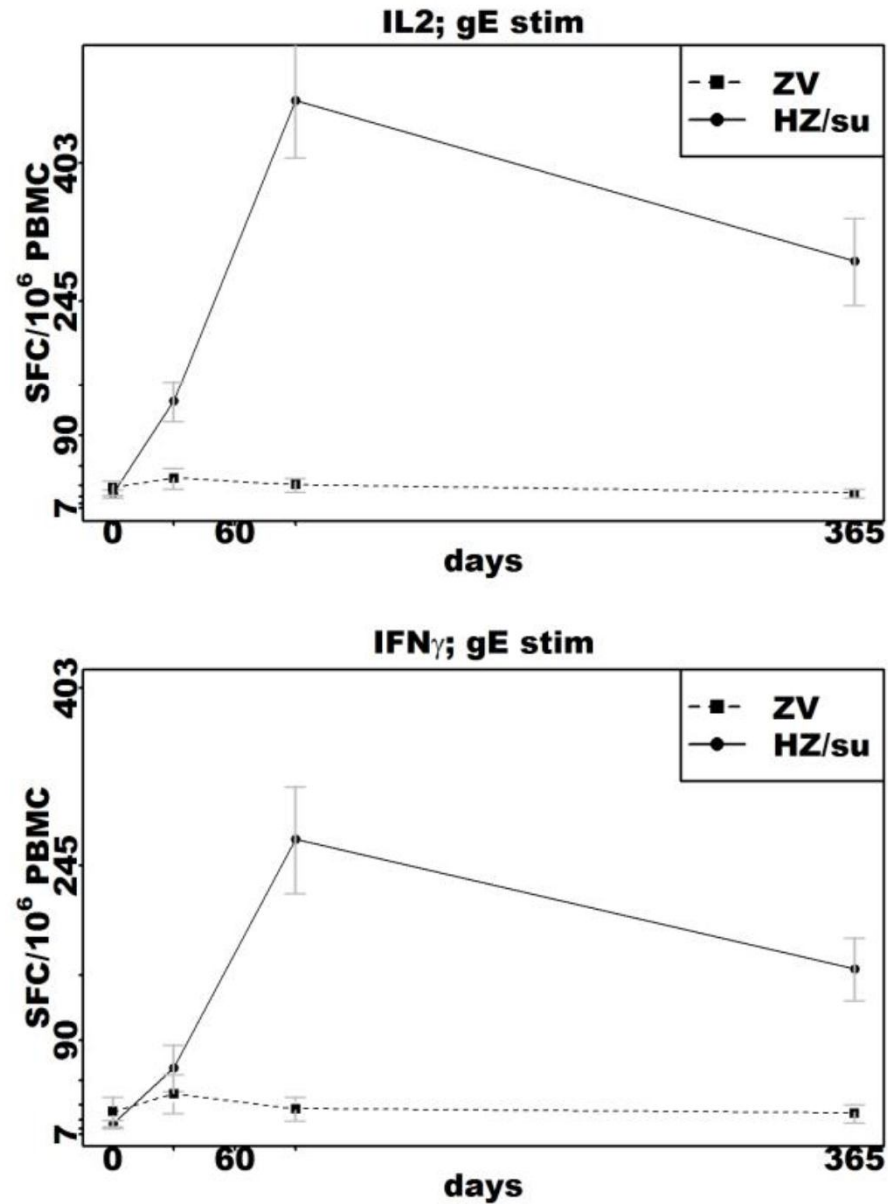 IL2; gE stim
ZV
HZ/su
SFC/10⁶ PBMC
403
245
90
7
0 60 365
days
IFNγ; gE stim
ZV
HZ/su
SFC/10⁶ PBMC
403
245
90
7
0 60 365
days